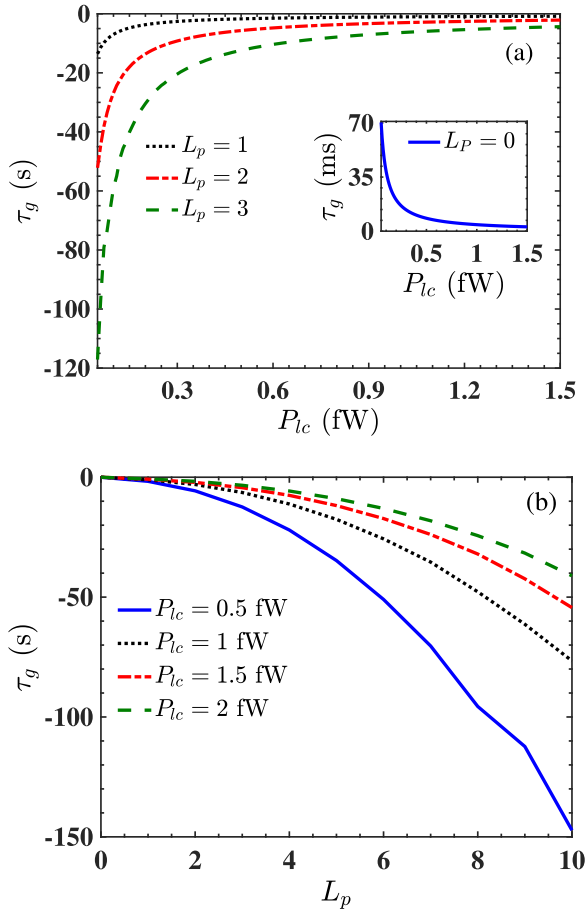 0
-20
-40
-60
-80
-100
-120
τg (s)
(a)
Lp = 1
Lp = 2
Lp = 3
70
35
0
τg (ms)
LP = 0
0.5 1 1.5
Plc (fW)
0.3 0.6 0.9 1.2 1.5
Plc (fW)
0
-50
-100
-150
τg (s)
(b)
Plc = 0.5 fW
Plc = 1 fW
Plc = 1.5 fW
Plc = 2 fW
0 2 4 6 8 10
Lp